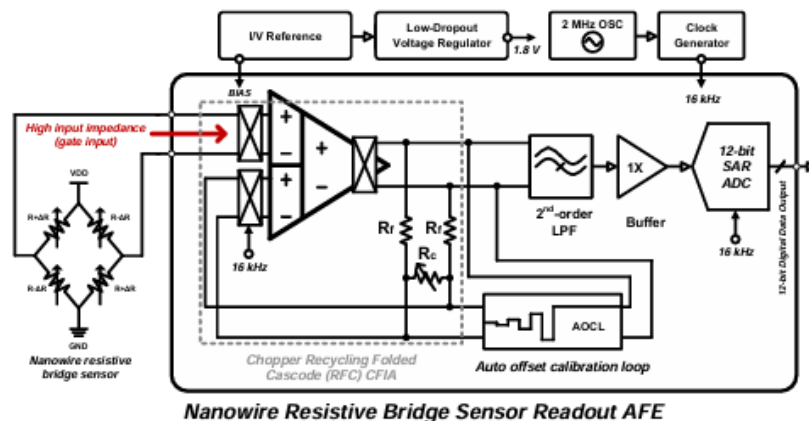 I/V Reference
Low-Dropout
Voltage Regulator
1.8 V
2 MHz OSC
Clock
Generator
BIAS
16 kHz
High input impedance
(gate input)
VDD
R+ΔR
R-ΔR
R-ΔR
R+ΔR
GND
Nanowire resistive
bridge sensor
+
−
+
−
+
−
16 kHz
Rf
Rf
Rc
2nd-order
LPF
1X
Buffer
12-bit
SAR
ADC
16 kHz
12-bit Digital Data Output
AOCL
Auto offset calibration loop
Chopper Recycling Folded
Cascode (RFC) CFIA
Nanowire Resistive Bridge Sensor Readout AFE